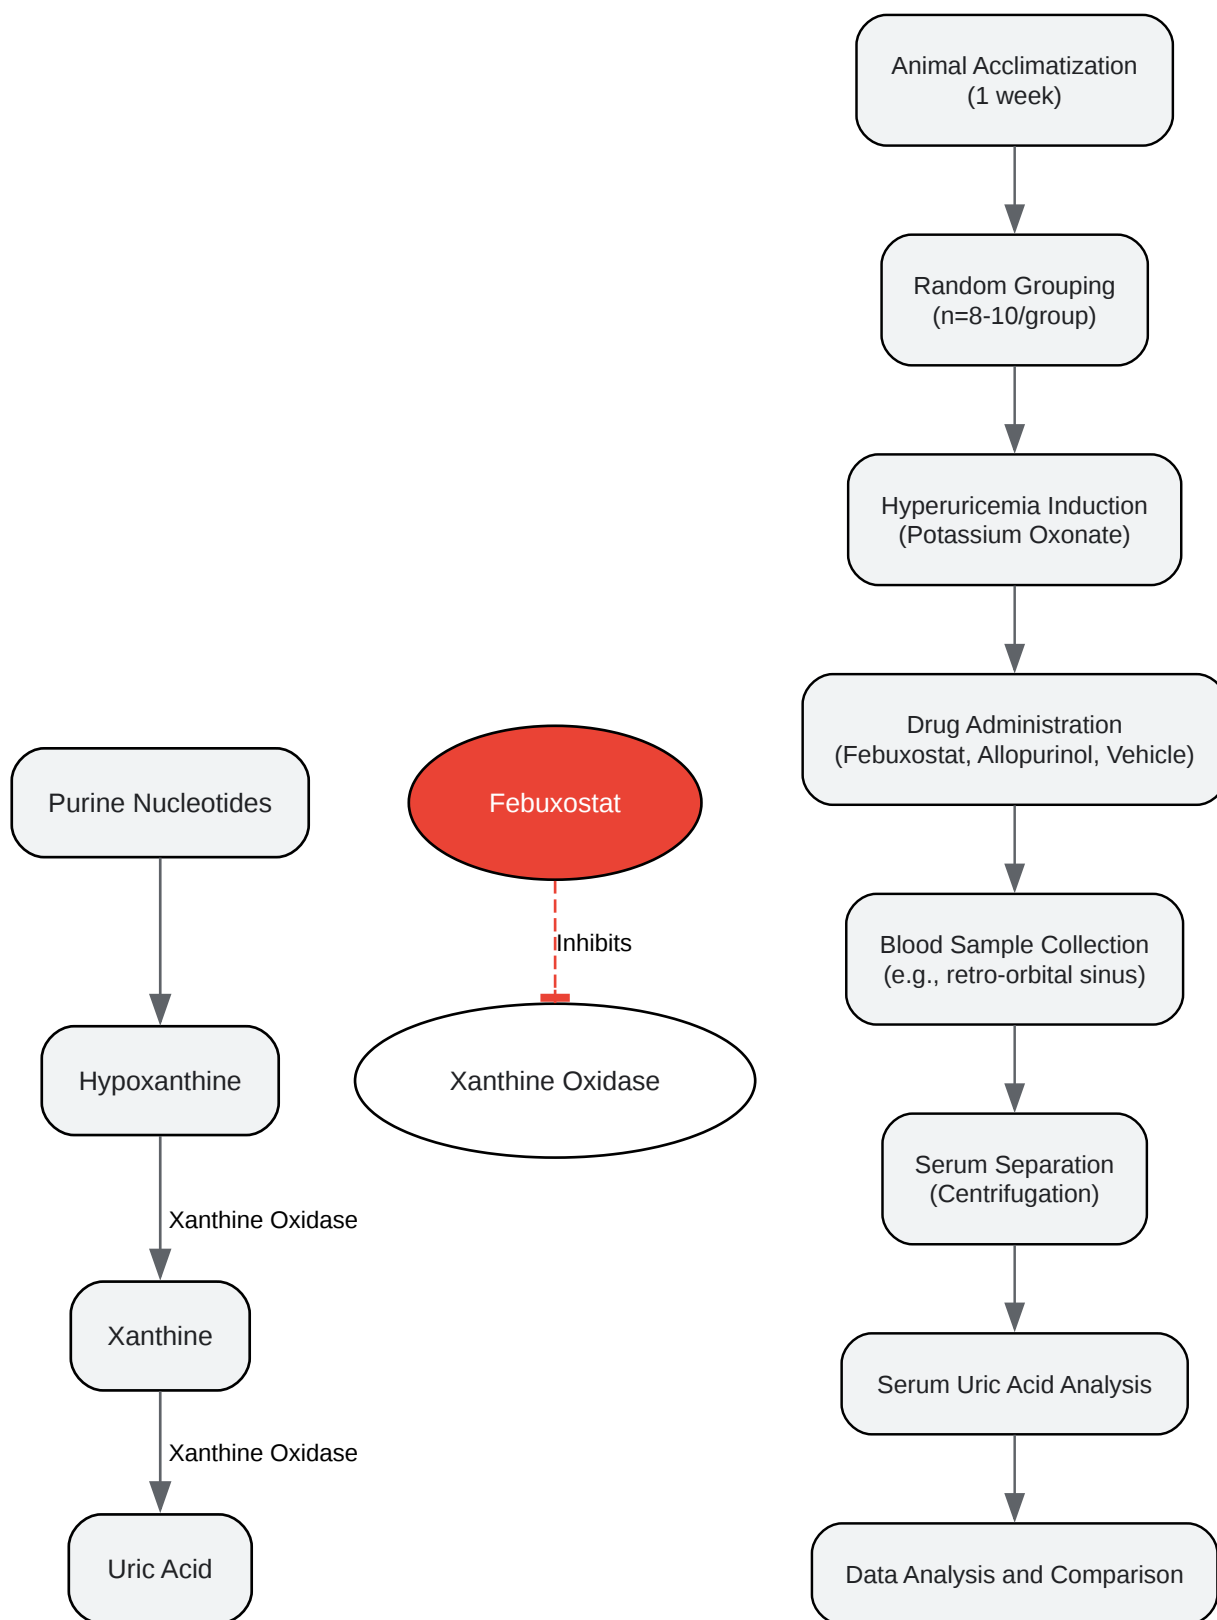 Purine Nucleotides
Hypoxanthine
Xanthine Oxidase
Xanthine
Xanthine Oxidase
Uric Acid
Febuxostat
Inhibits
Xanthine Oxidase
Animal Acclimatization
(1 week)
Random Grouping
(n=8-10/group)
Hyperuricemia Induction
(Potassium Oxonate)
Drug Administration
(Febuxostat, Allopurinol, Vehicle)
Blood Sample Collection
(e.g., retro-orbital sinus)
Serum Separation
(Centrifugation)
Serum Uric Acid Analysis
Data Analysis and Comparison